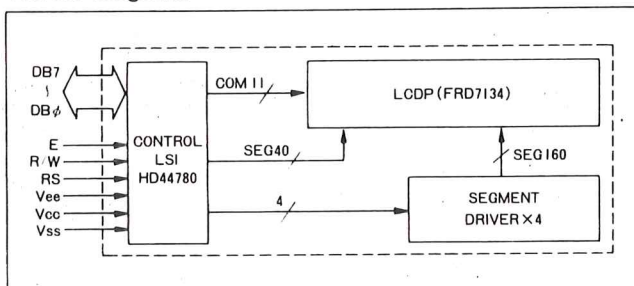 DB7
~
DBφ
E
R/W
RS
Vee
Vcc
Vss
CONTROL
LSI
HD44780
COM 11
SEG40
4
LCDP (FRD7134)
SEG160
SEGMENT
DRIVER×4